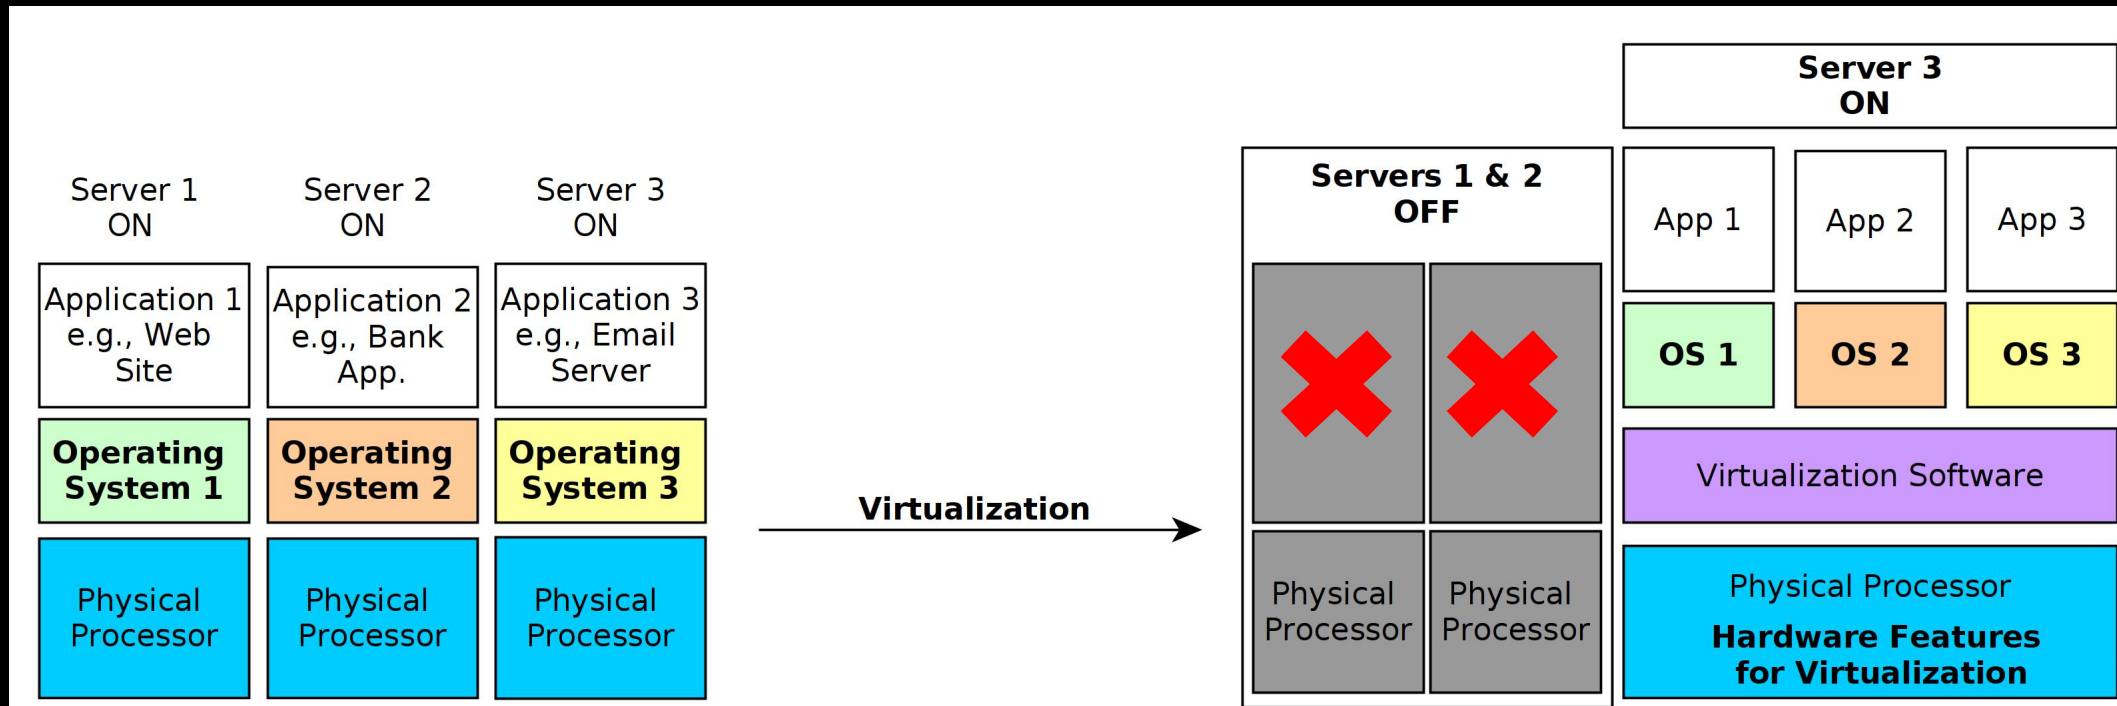 Server 1
ON
Server 2
ON
Server 3
ON
Application 1
e.g., Web
Site
Application 2
e.g., Bank
App.
Application 3
e.g., Email
Server
Operating
System 1
Operating
System 2
Operating
System 3
Physical
Processor
Physical
Processor
Physical
Processor
Virtualization
Servers 1 & 2
OFF
Physical
Processor
Physical
Processor
Server 3
ON
App 1
App 2
App 3
OS 1
OS 2
OS 3
Virtualization Software
Physical Processor
Hardware Features
for Virtualization